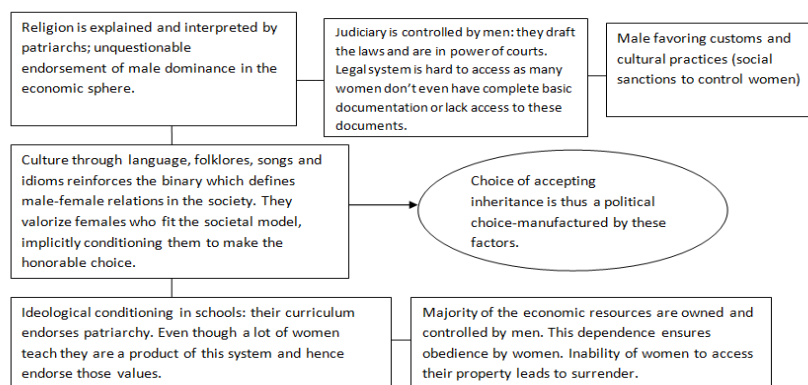 Religion is explained and interpreted by
patriarchs; unquestionable
endorsement of male dominance in the
economic sphere.
Judiciary is controlled by men: they draft
the laws and are in power of courts.
Legal system is hard to access as many
women don't even have complete basic
documentation or lack access to these
documents.
Male favoring customs and
cultural practices (social
sanctions to control women)
Culture through language, folklores, songs and
idioms reinforces the binary which defines
male-female relations in the society. They
valorize females who fit the societal model,
implicitly conditioning them to make the
honorable choice.
Choice of accepting
inheritance is thus a political
choice-manufactured by these
factors.
Ideological conditioning in schools: their curriculum
endorses patriarchy. Even though a lot of women
teach they are a product of this system and hence
endorse those values.
Majority of the economic resources are owned and
controlled by men. This dependence ensures
obedience by women. Inability of women to access
their property leads to surrender.